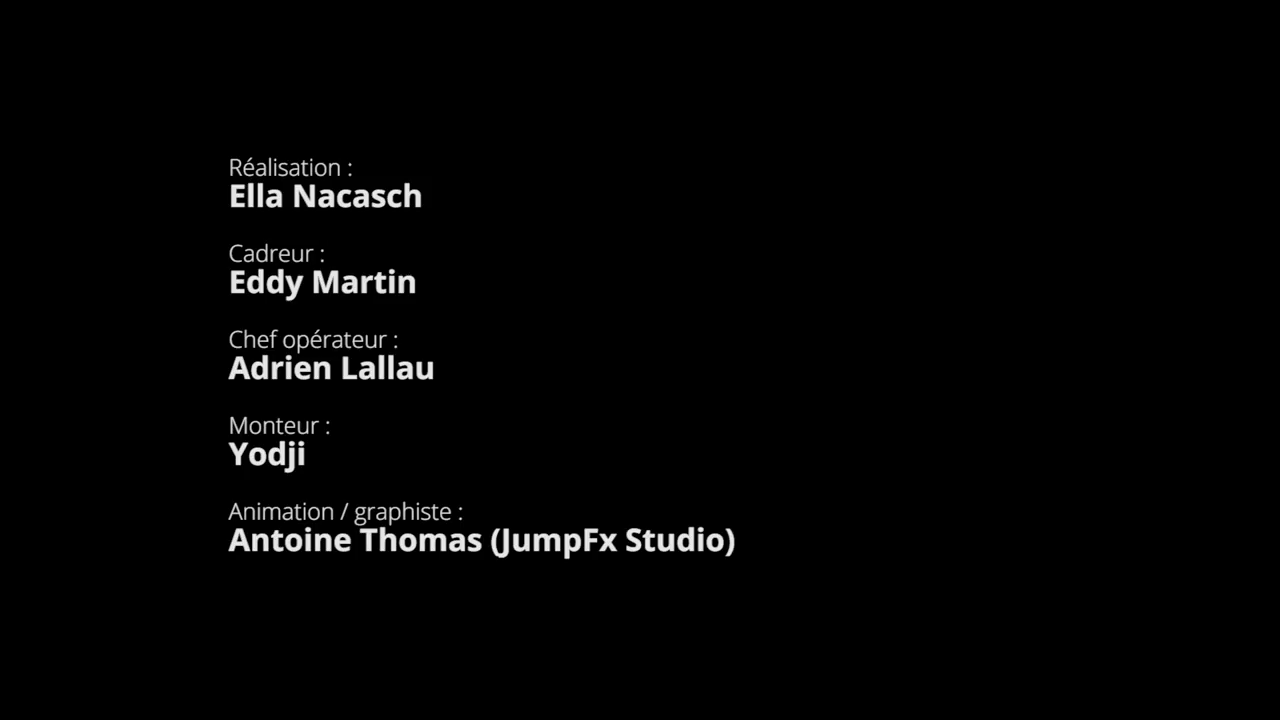 Réalisation :
Ella Nacasch
Cadreur :
Eddy Martin
Chef opérateur :
Adrien Lallau
Monteur :
Yodji
Animation / graphiste :
Antoine Thomas (JumpFx Studio)